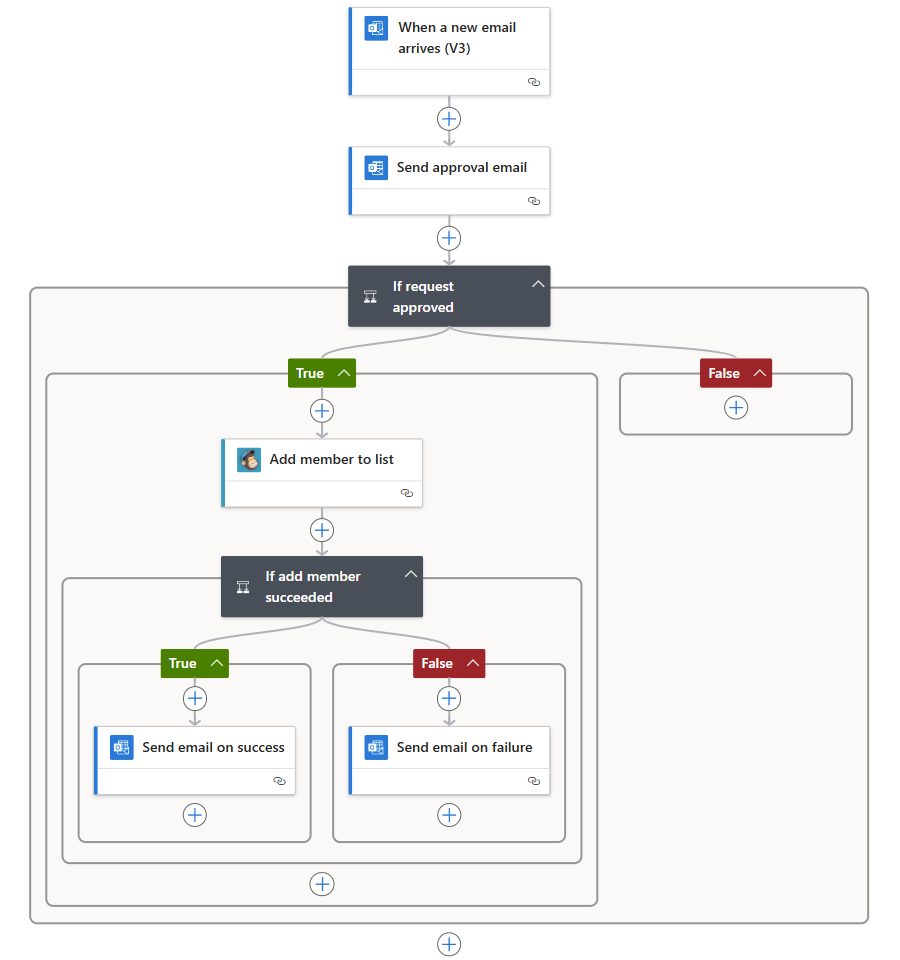 When a new email
arrives (V3)
Send approval email
If request
approved
True
False
Add member to list
If add member
succeeded
True
False
Send email on success
Send email on failure